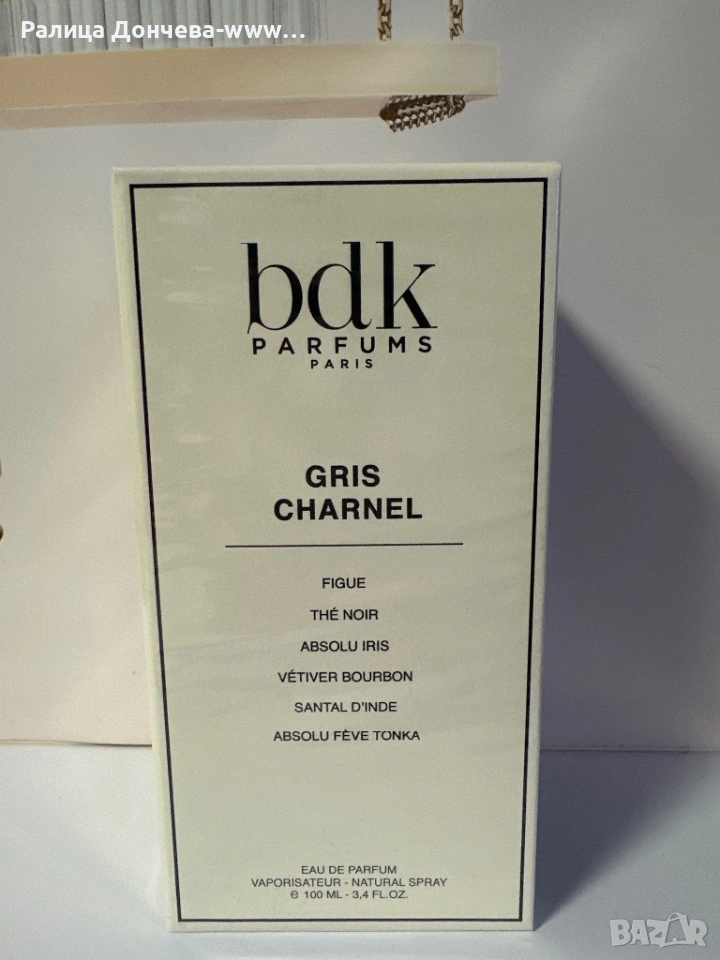 Ралица Дончева-www...
bdk
PARFUMS
PARIS
GRIS
CHARNEL
FIGUE
THÉ NOIR
ABSOLU IRIS
VÉTIVER BOURBON
SANTAL D'INDE
ABSOLU FÈVE TONKA
EAU DE PARFUM
VAPORISATEUR - NATURAL SPRAY
℮ 100 ML - 3,4 FL.OZ.
BAZAR